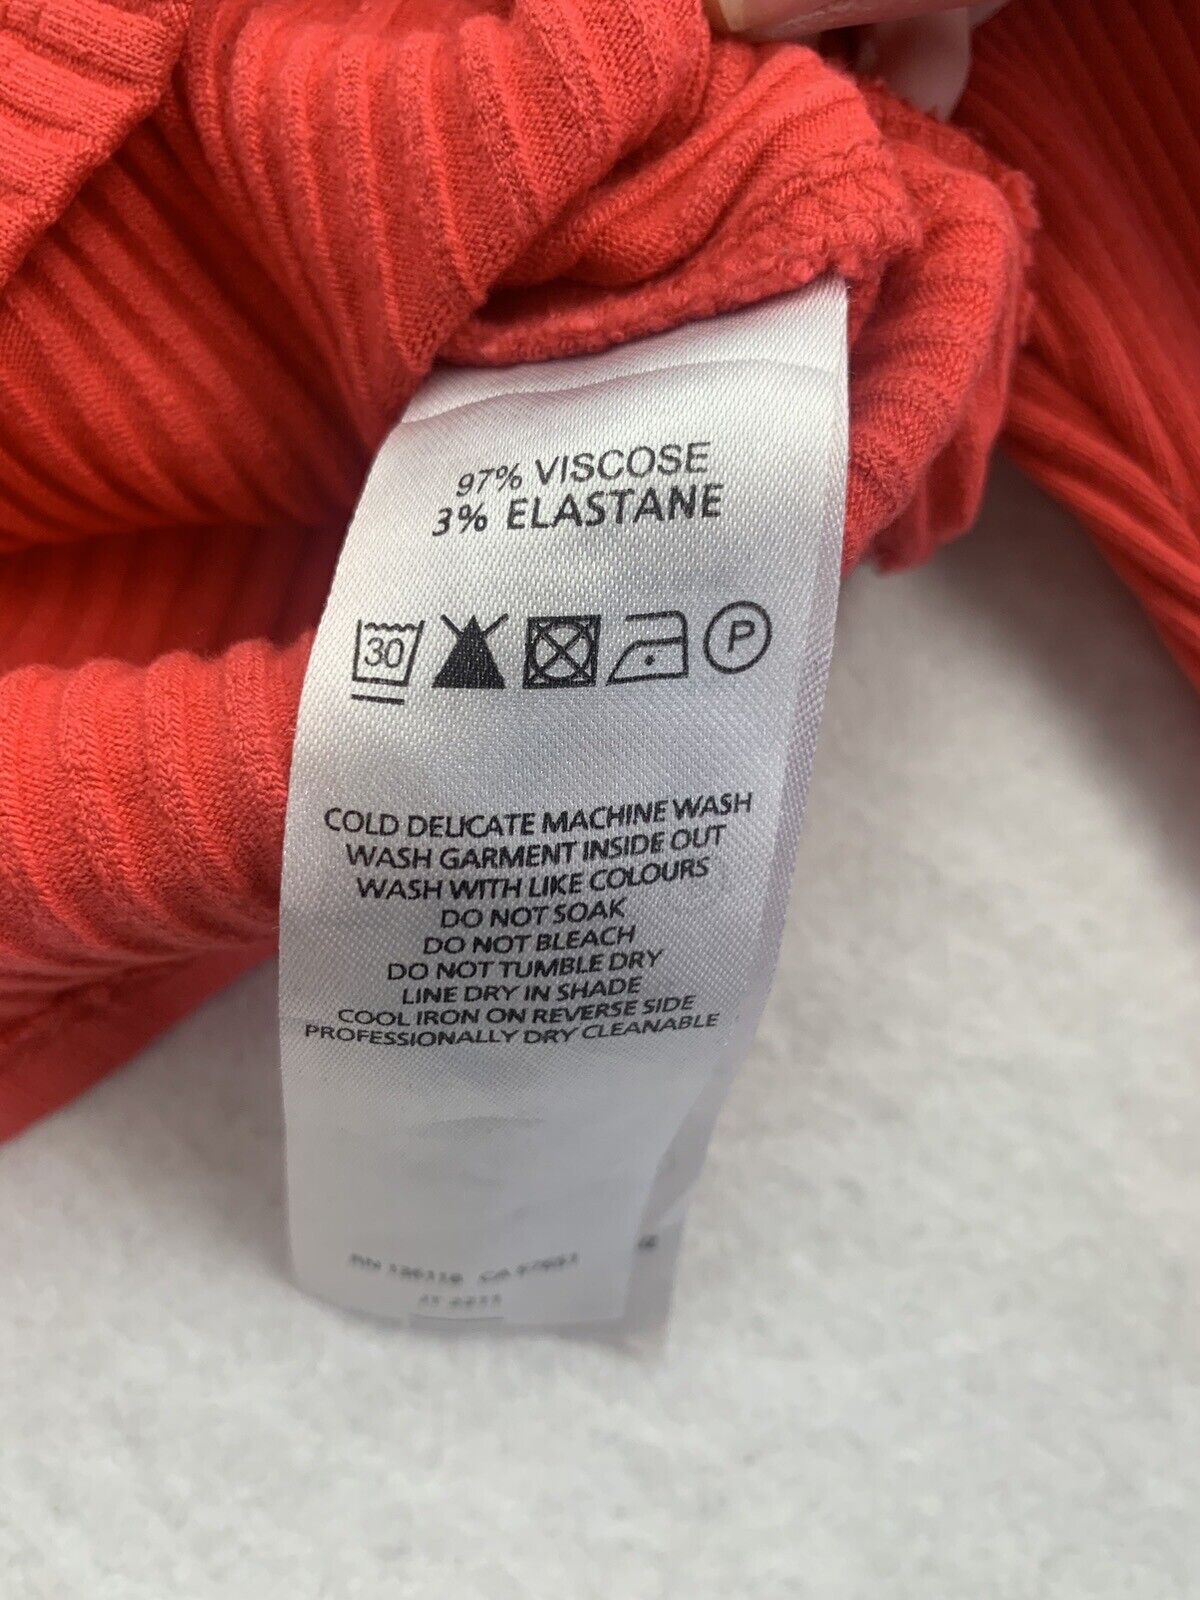 97% VISCOSE
3% ELASTANE
30 P
COLD DELICATE MACHINE WASH
WASH GARMENT INSIDE OUT
WASH WITH LIKE COLOURS
DO NOT SOAK
DO NOT BLEACH
DO NOT TUMBLE DRY
LINE DRY IN SHADE
COOL IRON ON REVERSE SIDE
PROFESSIONALLY DRY CLEANABLE
RN CA